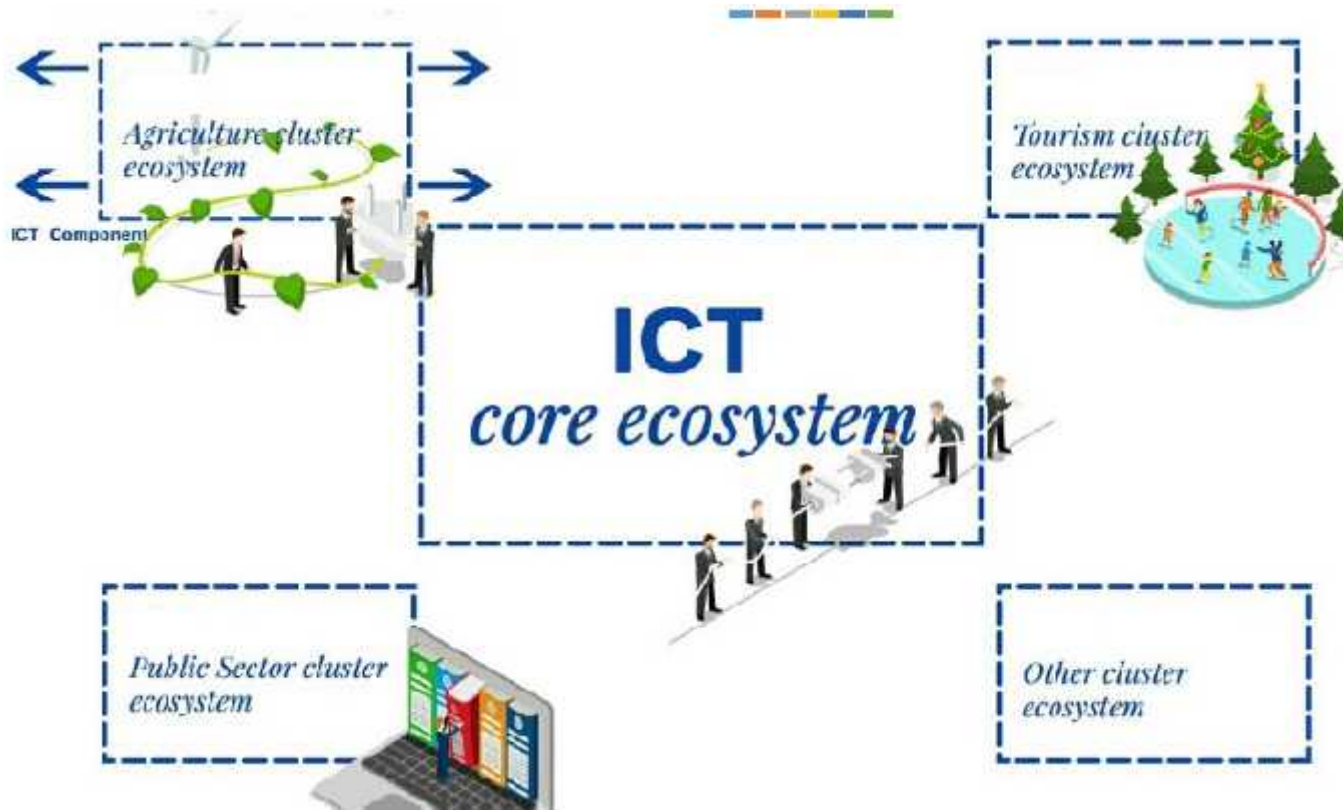 Agriculture cluster
ecosystem
Tourism cluster
ecosystem
ICT Component
ICT
core ecosystem
Public Sector cluster
ecosystem
Other cluster
ecosystem